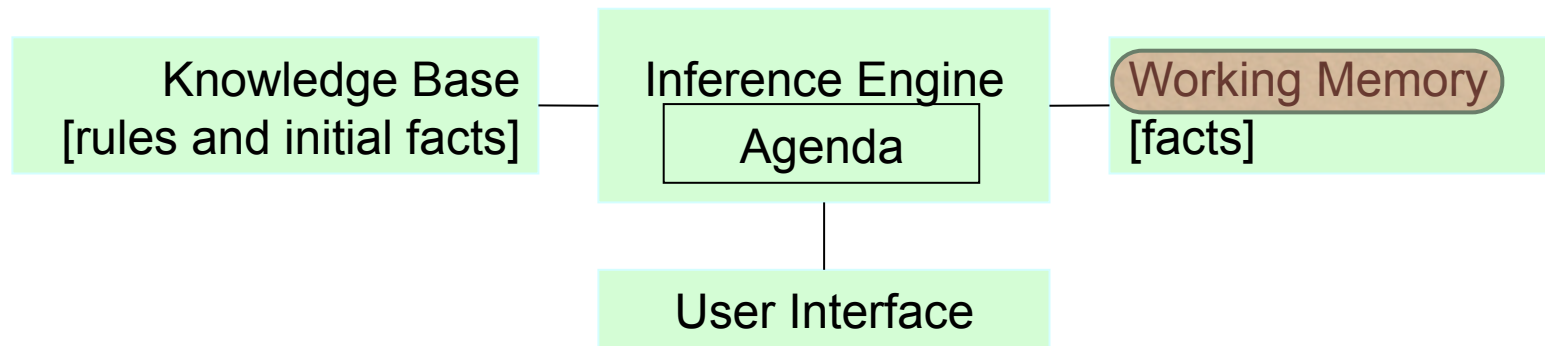 Knowledge Base
[rules and initial facts]
Inference Engine
Agenda
Working Memory
[facts]
User Interface